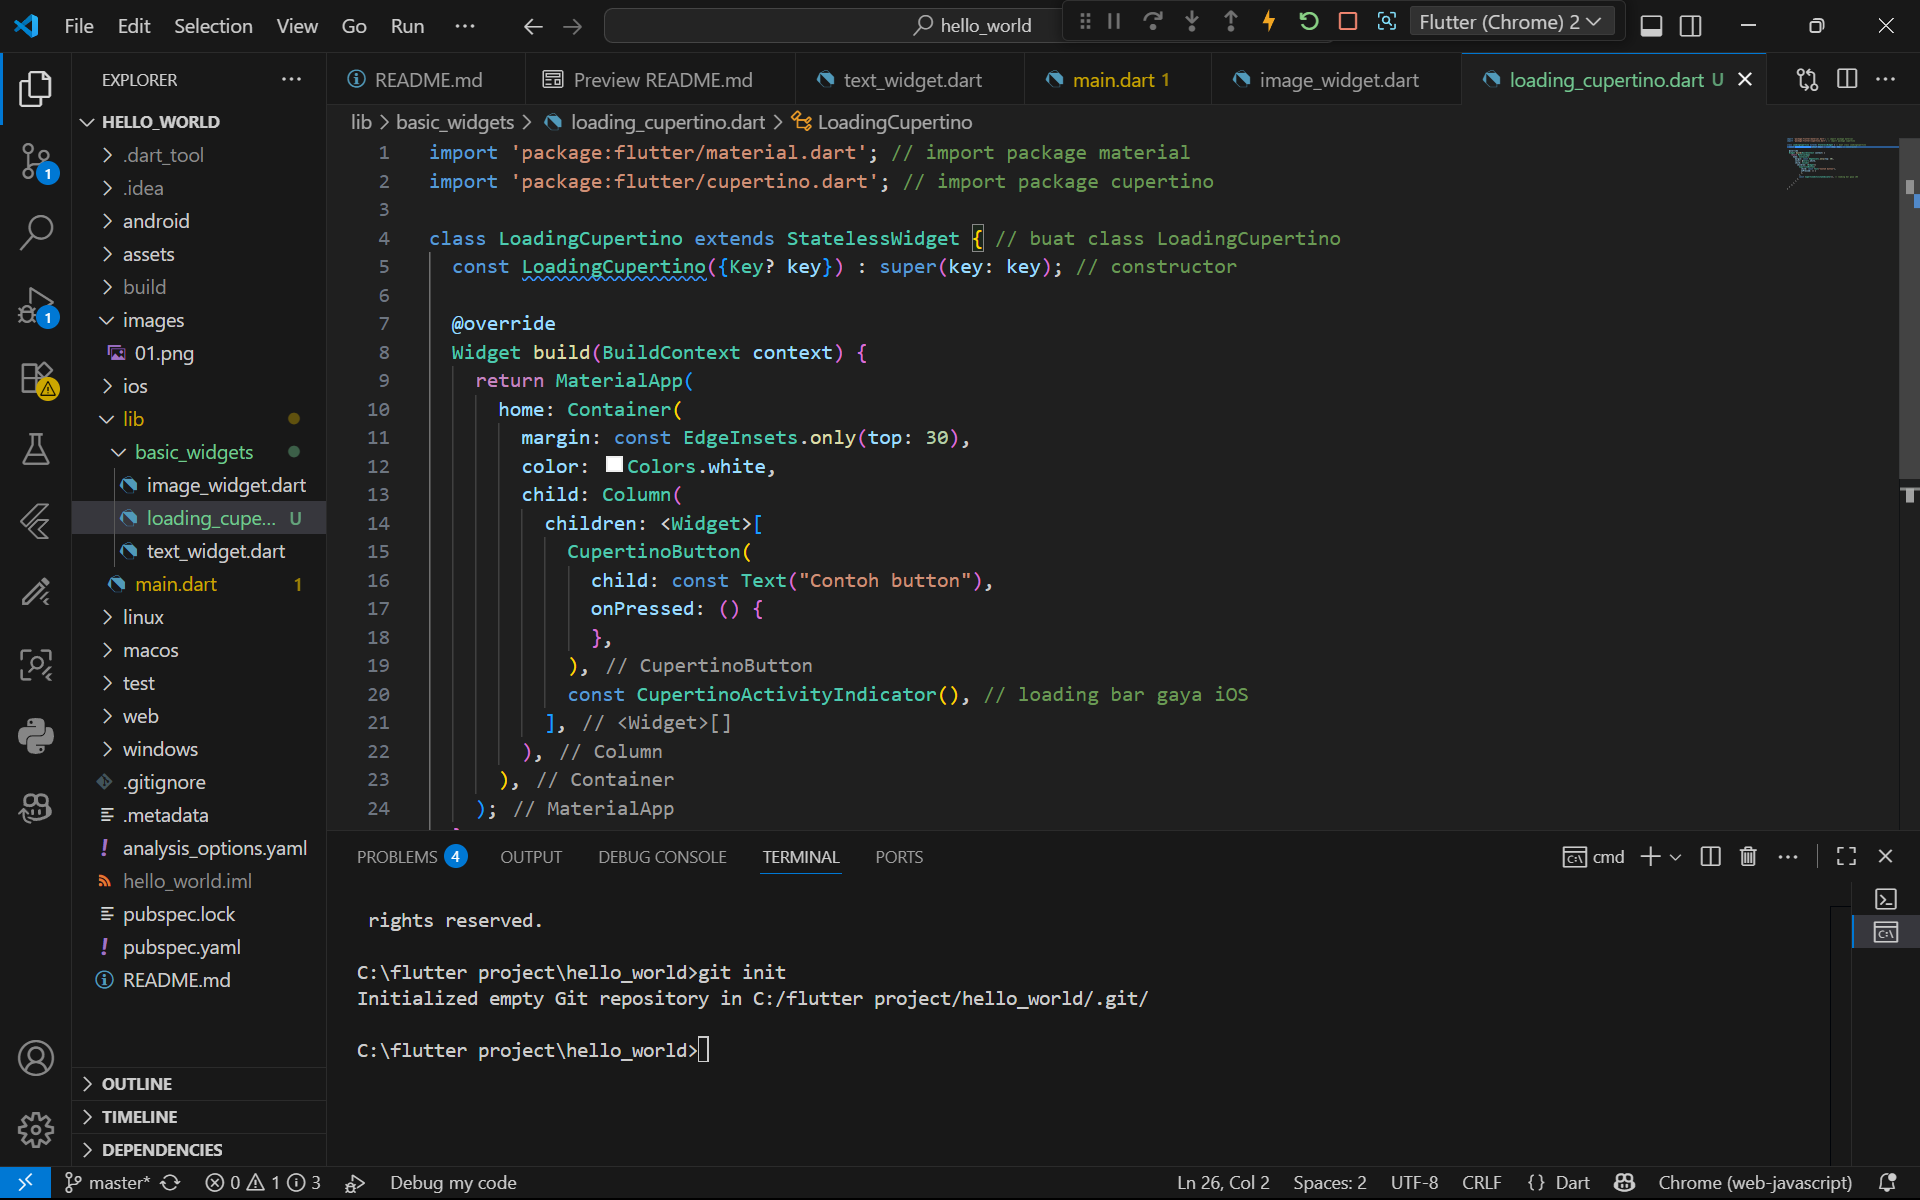 File Edit Selection View Go Run ··· hello_world Flutter (Chrome) 2
EXPLORER ···
README.md Preview README.md text_widget.dart main.dart 1 image_widget.dart loading_cupertino.dart U
HELLO_WORLD
.dart_tool
.idea
android
assets
build
images
01.png
ios
lib
basic_widgets
image_widget.dart
loading_cupe... U
text_widget.dart
main.dart 1
linux
macos
test
web
windows
.gitignore
.metadata
analysis_options.yaml
hello_world.iml
pubspec.lock
pubspec.yaml
README.md
OUTLINE
TIMELINE
DEPENDENCIES
1
1
lib > basic_widgets > loading_cupertino.dart > LoadingCupertino
1 import 'package:flutter/material.dart'; // import package material
2 import 'package:flutter/cupertino.dart'; // import package cupertino
3
4 class LoadingCupertino extends StatelessWidget { // buat class LoadingCupertino
5 const LoadingCupertino({Key? key}) : super(key: key); // constructor
6
7 @override
8 Widget build(BuildContext context) {
9 return MaterialApp(
10 home: Container(
11 margin: const EdgeInsets.only(top: 30),
12 color: Colors.white,
13 child: Column(
14 children: <Widget>[
15 CupertinoButton(
16 child: const Text("Contoh button"),
17 onPressed: () {
18 },
19 ), // CupertinoButton
20 const CupertinoActivityIndicator(), // loading bar gaya iOS
21 ], // <Widget>[]
22 ), // Column
23 ), // Container
24 ); // MaterialApp
PROBLEMS 4 OUTPUT DEBUG CONSOLE TERMINAL PORTS cmd
rights reserved.
C:\flutter project\hello_world>git init
Initialized empty Git repository in C:/flutter project/hello_world/.git/
C:\flutter project\hello_world>
master* 0 1 3 Debug my code Ln 26, Col 2 Spaces: 2 UTF-8 CRLF {} Dart Chrome (web-javascript)